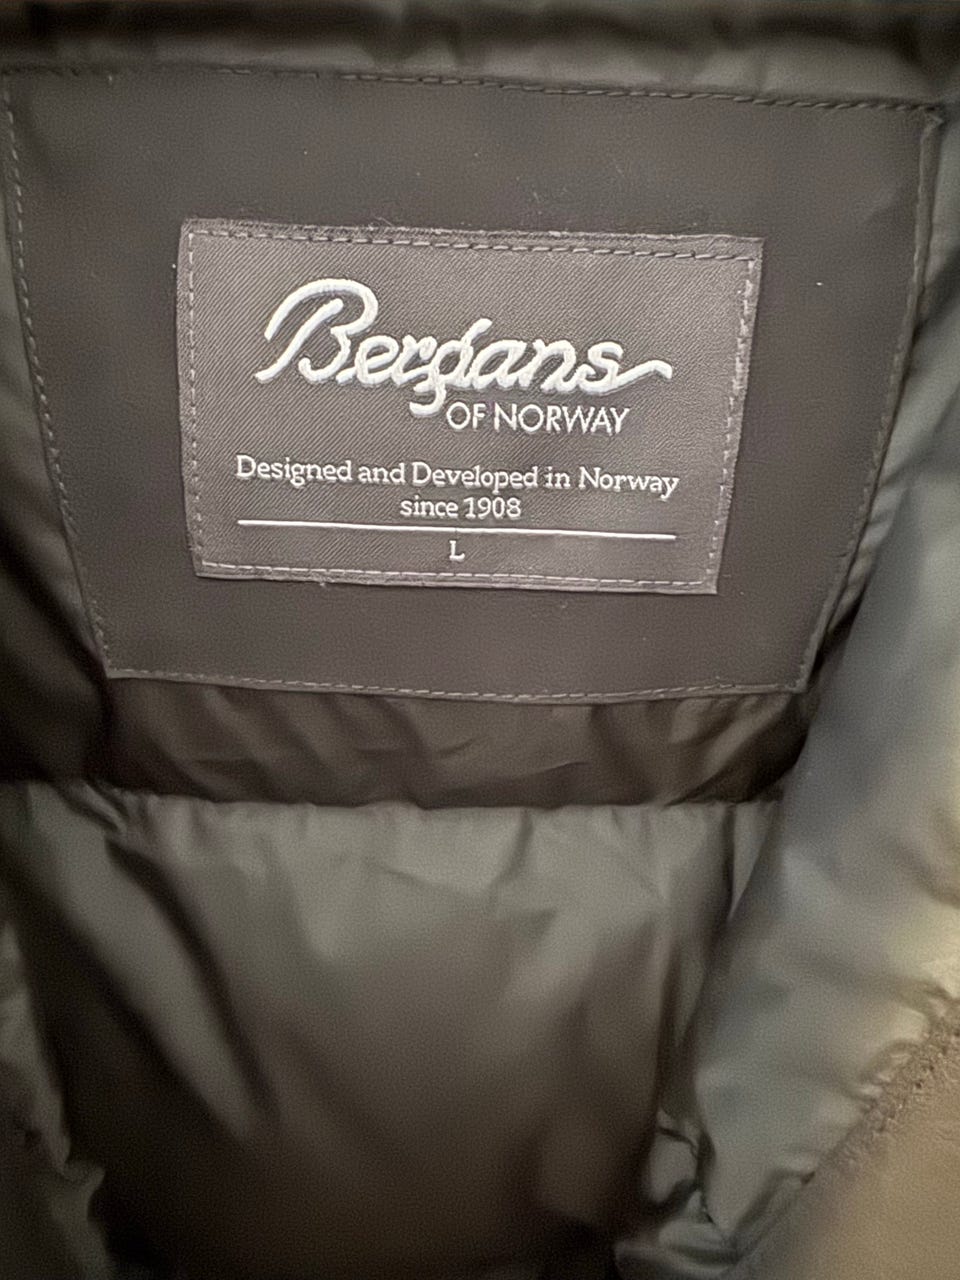 Bergans
OF NORWAY
Designed and Developed in Norway
since 1908
L